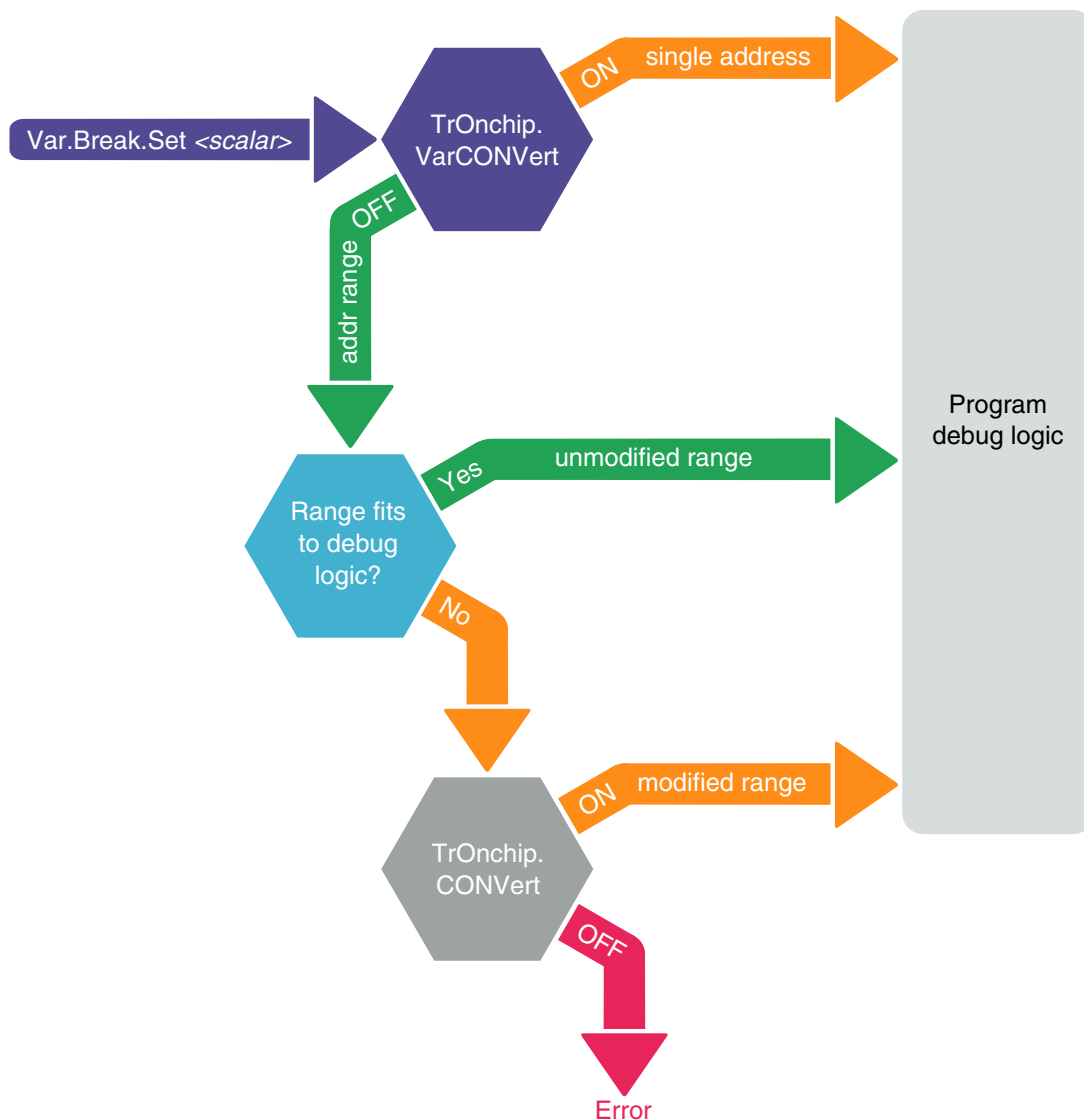 ON
single address
Var.Break.Set <scalar>
TrOnchip.
VarCONVert
OFF
addr range
Program
debug logic
Yes
unmodified range
Range fits
to debug
logic?
No
ON
modified range
TrOnchip.
CONVert
OFF
Error